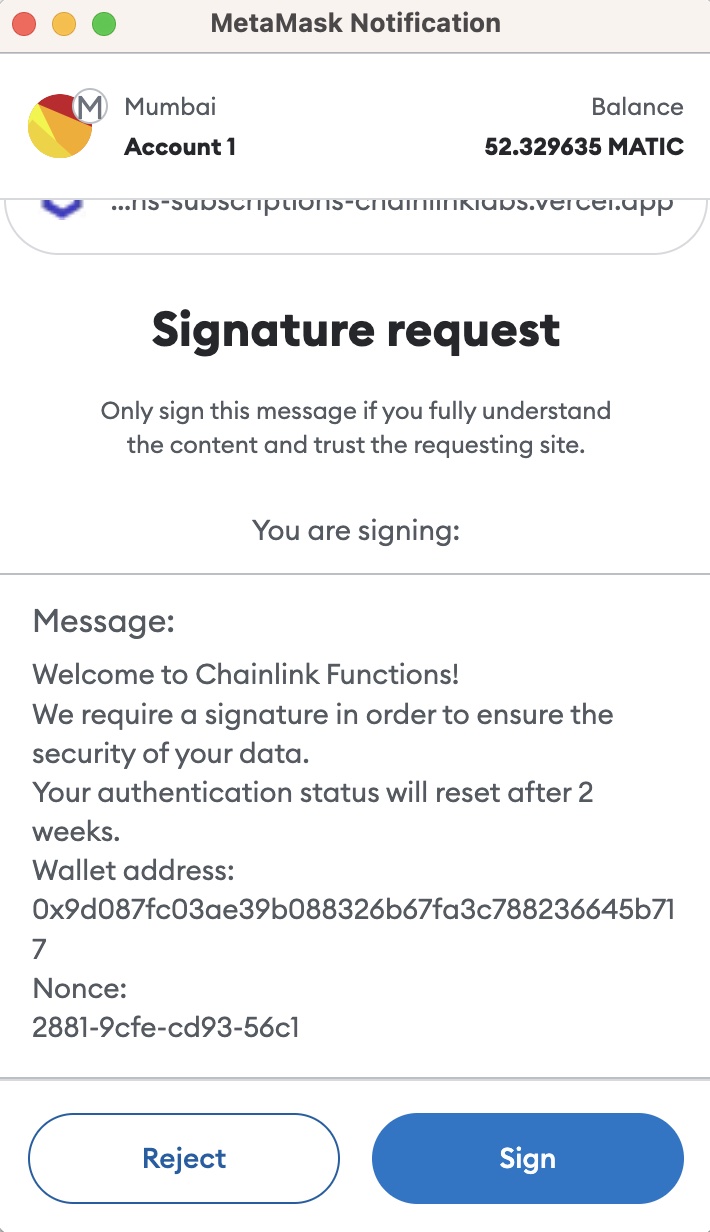 MetaMask Notification
M
Mumbai
Balance
Account 1
52.329635 MATIC
...ns-subscriptions-chainlinklabs.vercel.app
Signature request
Only sign this message if you fully understand
the content and trust the requesting site.
You are signing:
Message:
Welcome to Chainlink Functions!
We require a signature in order to ensure the
security of your data.
Your authentication status will reset after 2
weeks.
Wallet address:
0x9d087fc03ae39b088326b67fa3c788236645b71
7
Nonce:
2881-9cfe-cd93-56c1
Reject
Sign